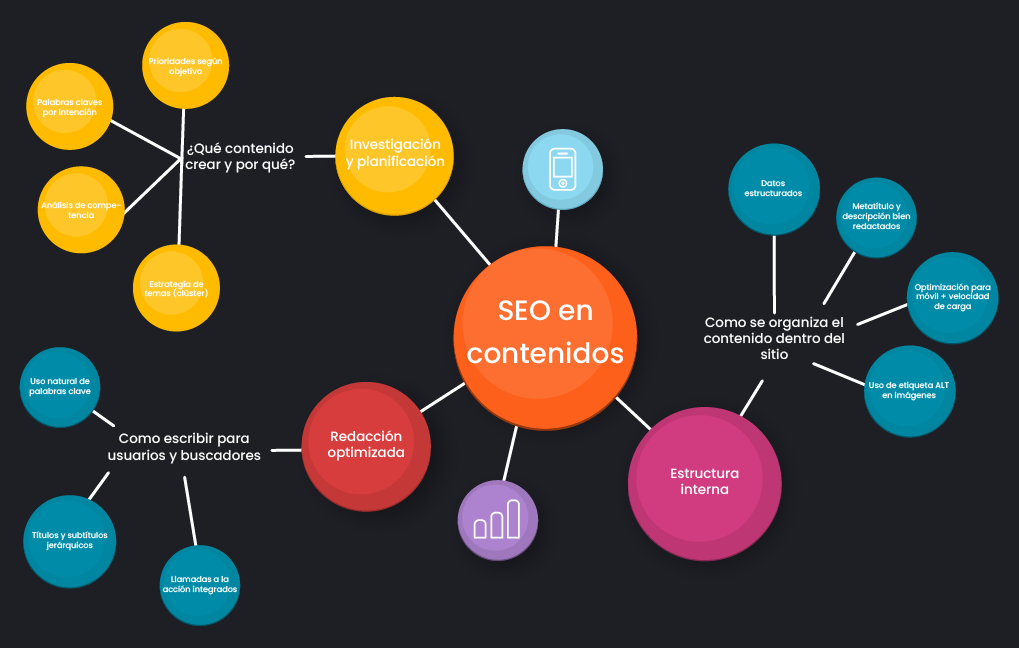 SEO en
contenidos
Investigación
y planificación
¿Qué contenido
crear y por qué?
Prioridades según
objetivo
Palabras claves
por intención
Análisis de compe-
tencia
Estrategia de
temas (clúster)
Redacción
optimizada
Como escribir para
usuarios y buscadores
Uso natural de
palabras clave
Títulos y subtítulos
jerárquicos
Llamadas a la
acción integrados
Estructura
interna
Como se organiza el
contenido dentro del
sitio
Datos
estructurados
Metatítulo y
descripción bien
redactados
Optimización para
móvil + velocidad
de carga
Uso de etiqueta ALT
en imágenes